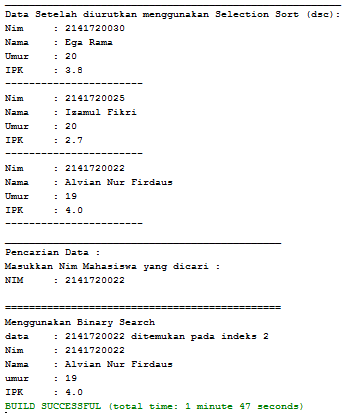 Data Setelah diurutkan menggunakan Selection Sort (dsc):
Nim : 2141720030
Nama : Ega Rama
Umur : 20
IPK : 3.8
-----------------------
Nim : 2141720025
Nama : Izamul Fikri
Umur : 20
IPK : 2.7
-----------------------
Nim : 2141720022
Nama : Alvian Nur Firdaus
Umur : 19
IPK : 4.0
-----------------------
______________________________________________
Pencarian Data :
Masukkan Nim Mahasiswa yang dicari :
NIM : 2141720022
==============================================
Menggunakan Binary Search
data : 2141720022 ditemukan pada indeks 2
Nim : 2141720022
Nama : Alvian Nur Firdaus
umur : 19
IPK : 4.0
BUILD SUCCESSFUL (total time: 1 minute 47 seconds)